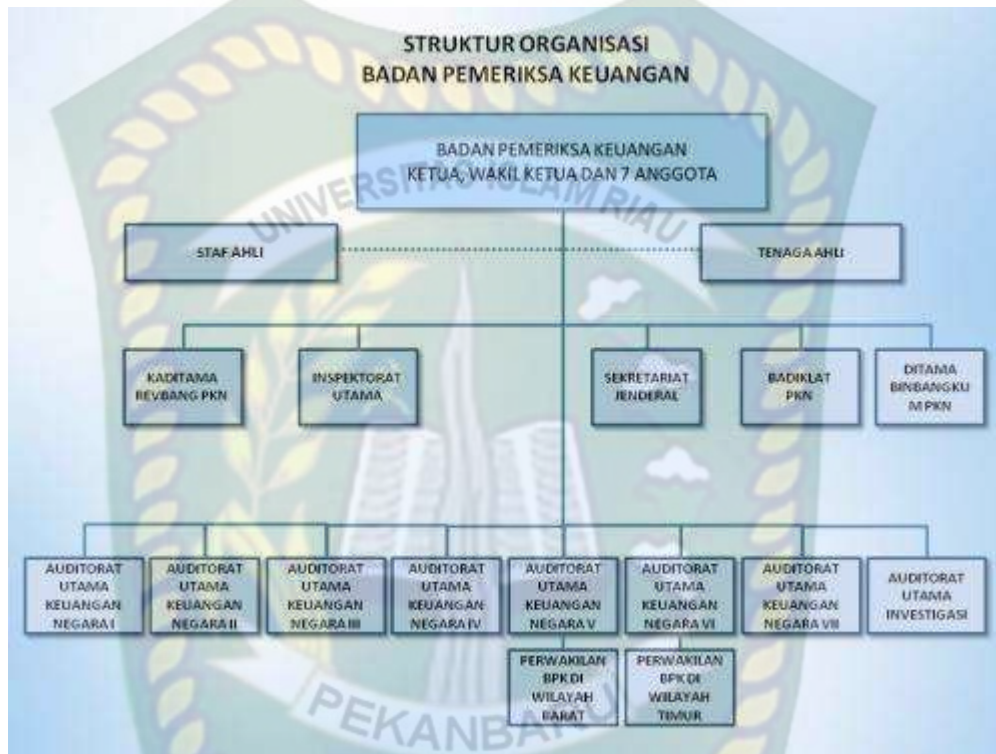 STRUKTUR ORGANISASI
BADAN PEMERIKSA KEUANGAN
BADAN PEMERIKSA KEUANGAN
KETUA, WAKIL KETUA DAN 7 ANGGOTA
UNIVERSITAS ISLAM RIAU
STAF AHLI
TENAGA AHLI
KADITAMA
REVBANG PKN
INSPEKTORAT
UTAMA
SEKRETARIAT
JENDERAL
BADIKLAT
PKN
DITAMA
BINBANGKU
M PKN
AUDITORAT
UTAMA
KEUANGAN
NEGARA I
AUDITORAT
UTAMA
KEUANGAN
NEGARA II
AUDITORAT
UTAMA
KEUANGAN
NEGARA III
AUDITORAT
UTAMA
KEUANGAN
NEGARA IV
AUDITORAT
UTAMA
KEUANGAN
NEGARA V
AUDITORAT
UTAMA
KEUANGAN
NEGARA VI
AUDITORAT
UTAMA
KEUANGAN
NEGARA VII
AUDITORAT
UTAMA
INVESTIGASI
PERWAKILAN
BPK DI
WILAYAH
BARAT
PERWAKILAN
BPK DI
WILAYAH
TIMUR
PEKANBARU